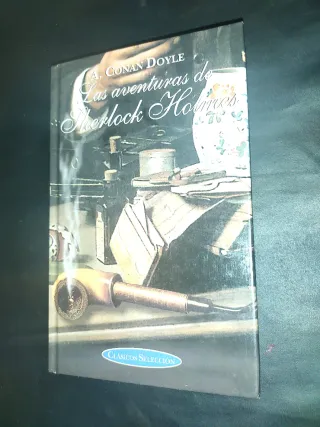 A. CONAN DOYLE
Las aventuras de
Sherlock Holmes
CLÁSICOS SELECCIÓN